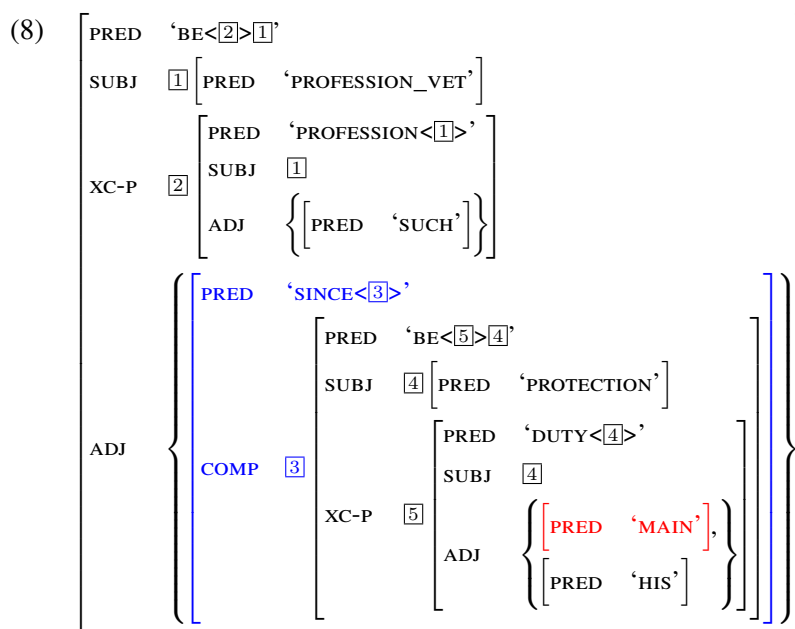 (8)
PRED ‘BE<2>1’
SUBJ 1 [PRED ‘PROFESSION_VET’]
PRED ‘PROFESSION<1>’
SUBJ 1
XC-P 2
ADJ {[PRED ‘SUCH’]}
PRED ‘SINCE<3>’
PRED ‘BE<5>4’
SUBJ 4 [PRED ‘PROTECTION’]
PRED ‘DUTY<4>’
ADJ
COMP 3
SUBJ 4
XC-P 5
[PRED ‘MAIN’],
ADJ
[PRED ‘HIS’]